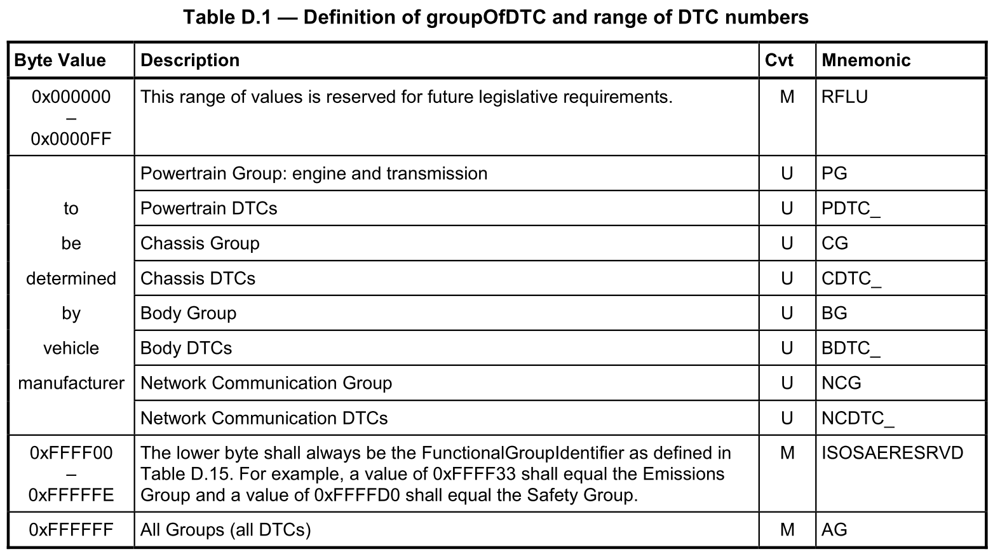 Table D.1 — Definition of groupOfDTC and range of DTC numbers
Byte Value Description Cvt Mnemonic
0x000000 This range of values is reserved for future legislative requirements. M RFLU
–
0x0000FF
Powertrain Group: engine and transmission U PG
to Powertrain DTCs U PDTC_
be Chassis Group U CG
determined Chassis DTCs U CDTC_
by Body Group U BG
vehicle Body DTCs U BDTC_
manufacturer Network Communication Group U NCG
Network Communication DTCs U NCDTC_
0xFFFF00 The lower byte shall always be the FunctionalGroupIdentifier as defined in M ISOSAERESRVD
– Table D.15. For example, a value of 0xFFFF33 shall equal the Emissions
0xFFFFFE Group and a value of 0xFFFFD0 shall equal the Safety Group.
0xFFFFFF All Groups (all DTCs) M AG